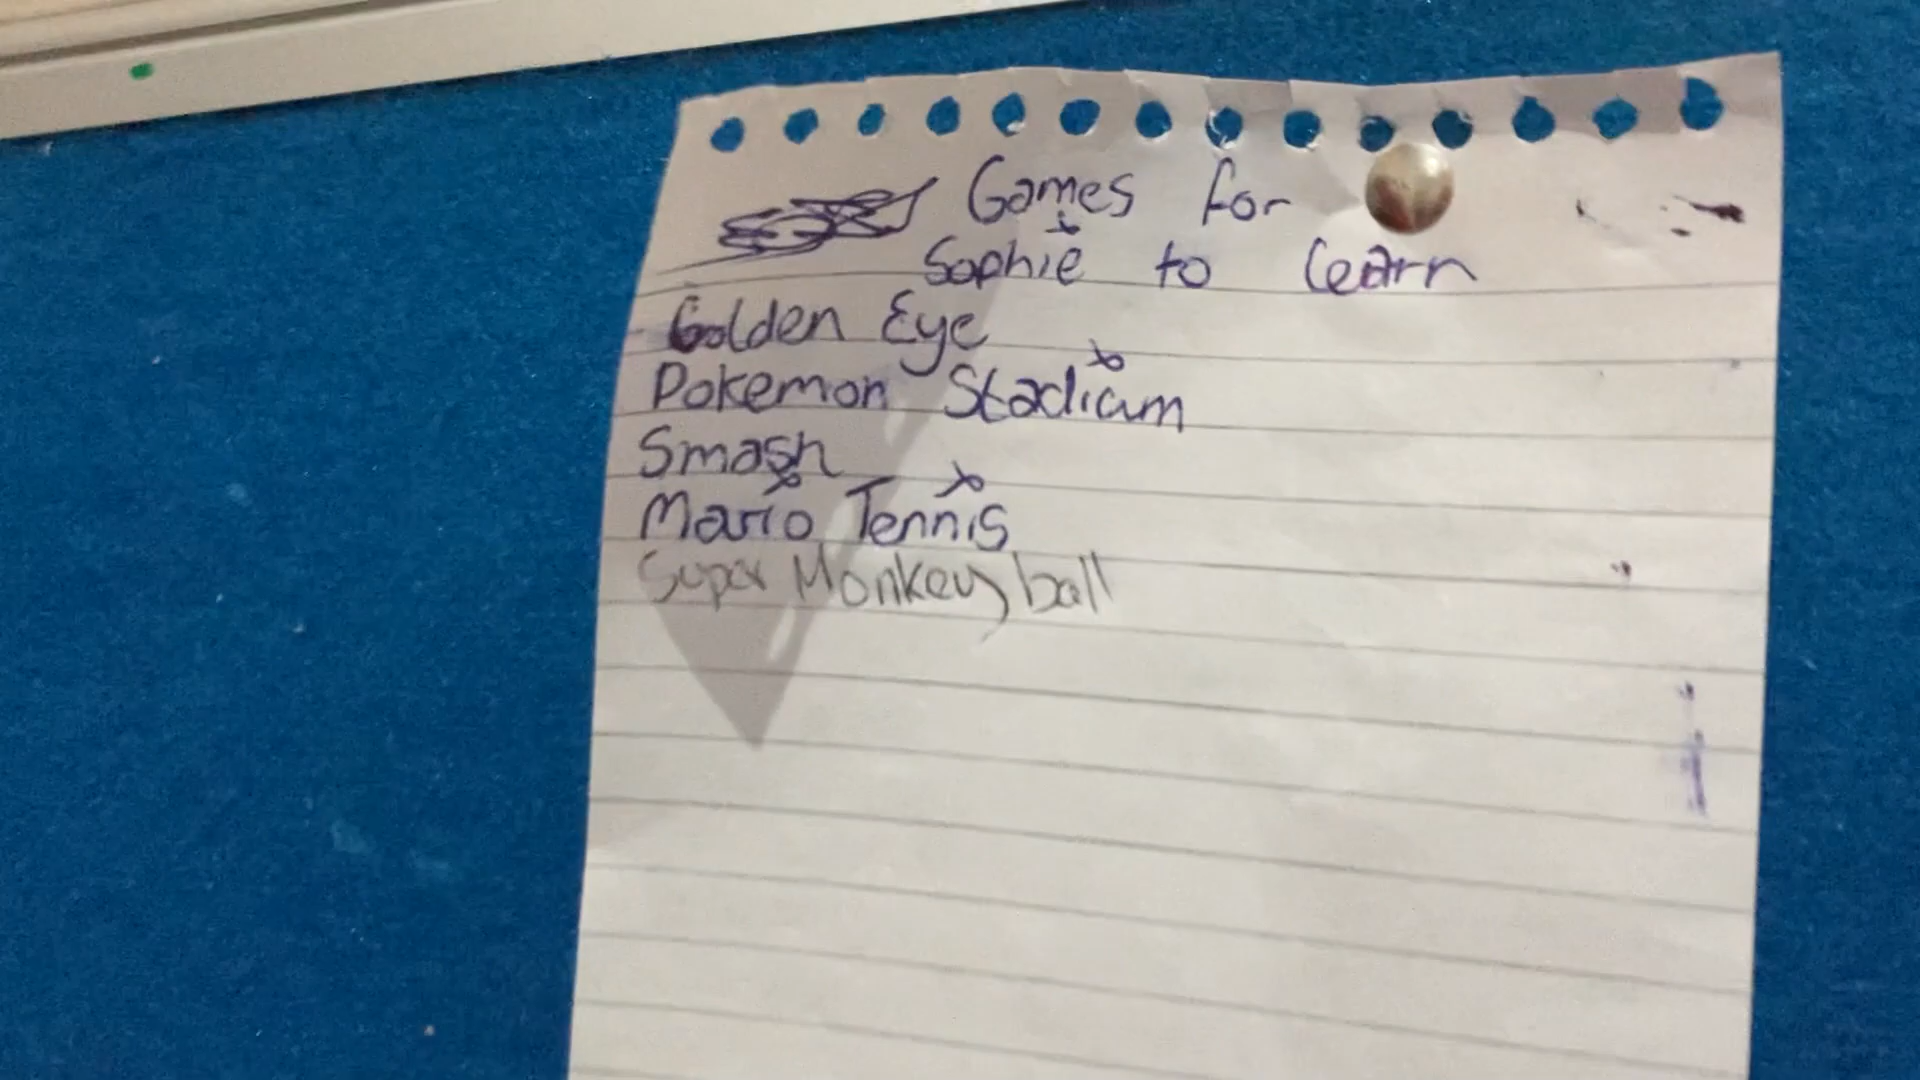 Games for
Sophie to learn
Golden Eye
Pokemon Stadium
Smash
Mario Tennis
Super Monkey ball